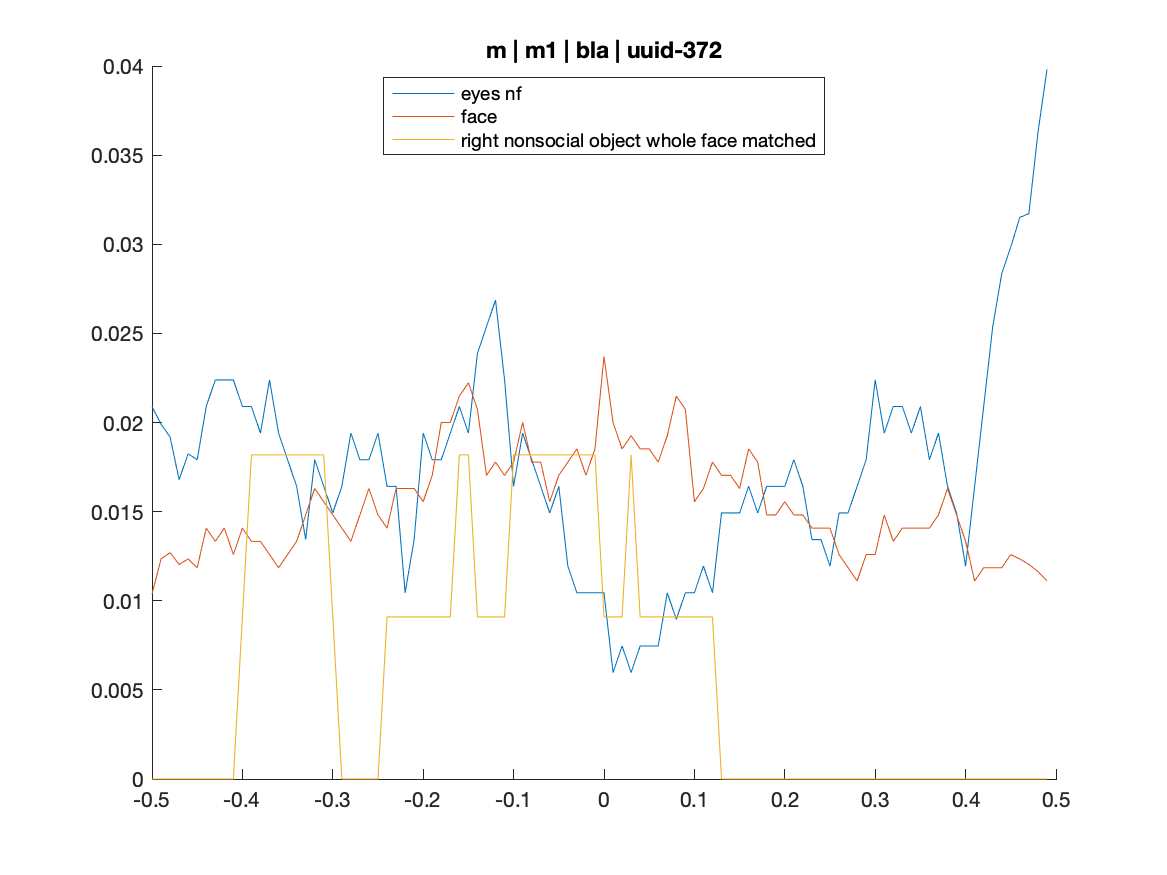 m | m1 | bla | uuid-372
eyes nf
face
right nonsocial object whole face matched
0.04
0.035
0.03
0.025
0.02
0.015
0.01
0.005
0
-0.5 -0.4 -0.3 -0.2 -0.1 0 0.1 0.2 0.3 0.4 0.5